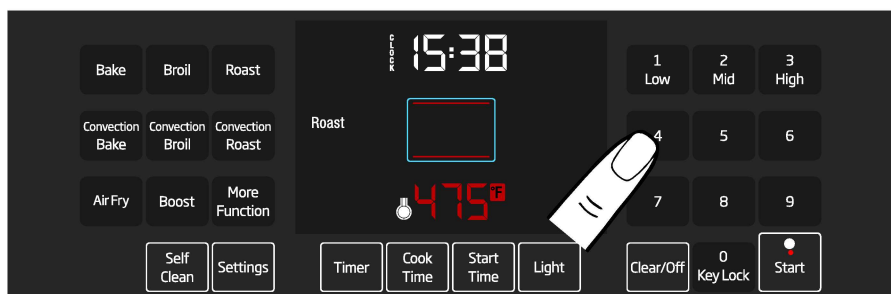 CLOCK 15:38
Bake Broil Roast
1 2 3
Low Mid High
Convection Convection Convection
Bake Broil Roast
Roast
4 5 6
Air Fry Boost More
Function
475°F
7 8 9
Self
Clean
Settings
Timer
Cook
Time
Start
Time
Light
Clear/Off
0
Key Lock
Start